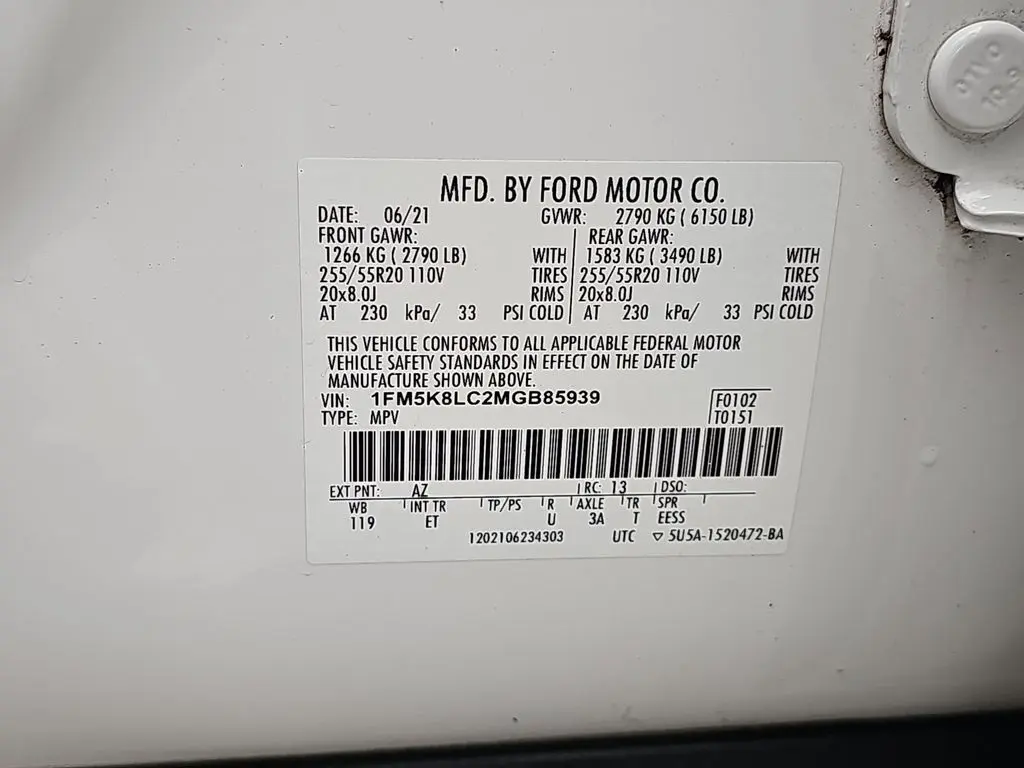 OTVO
10.9
MFD. BY FORD MOTOR CO.
DATE: 06/21 GVWR: 2790 KG ( 6150 LB)
FRONT GAWR: REAR GAWR:
1266 KG ( 2790 LB) WITH 1583 KG ( 3490 LB) WITH
255/55R20 110V TIRES 255/55R20 110V TIRES
20x8.0J RIMS 20x8.0J RIMS
AT 230 kPa/ 33 PSI COLD AT 230 kPa/ 33 PSI COLD
THIS VEHICLE CONFORMS TO ALL APPLICABLE FEDERAL MOTOR
VEHICLE SAFETY STANDARDS IN EFFECT ON THE DATE OF
MANUFACTURE SHOWN ABOVE.
VIN: 1FM5K8LC2MGB85939 F0102
TYPE: MPV T0151
EXT PNT: AZ RC: 13 DSO:
WB INT TR TP/PS R AXLE TR SPR
119 ET U 3A T EESS
1202106234303 UTC ▽ 5U5A-1520472-BA